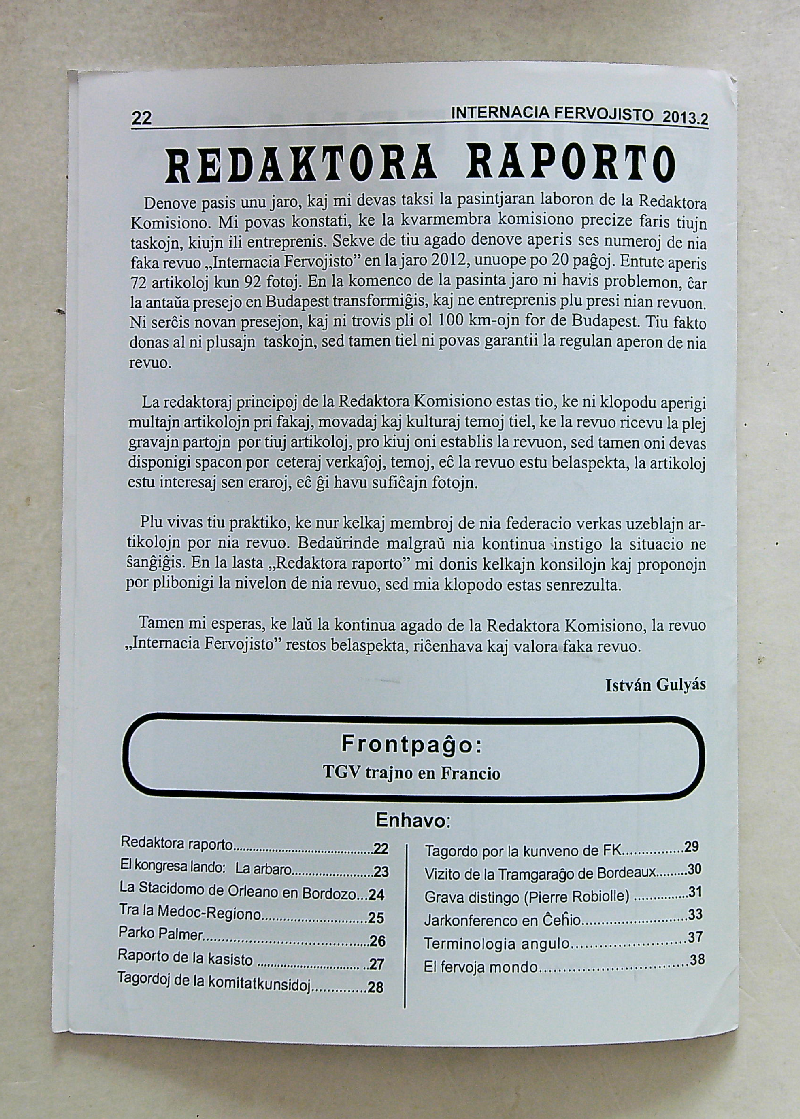 22 INTERNACIA FERVOJISTO 2013.2
REDAKTORA RAPORTO
Denove pasis unu jaro, kaj mi devas taksi la pasintjaran laboron de la Redaktora
Komisiono. Mi povas konstati, ke la kvarmembra komisiono precize faris tiujn
taskojn, kiujn ili entreprenis. Sekve de tiu agado denove aperis ses numeroj de nia
faka revuo „Internacia Fervojisto” en la jaro 2012, unuope po 20 paĝoj. Entute aperis
72 artikoloj kun 92 fotoj. En la komenco de la pasinta jaro ni havis problemon, ĉar
la antaŭa presejo en Budapest transformiĝis, kaj ne entreprenis plu presi nian revuon.
Ni serĉis novan presejon, kaj ni trovis pli ol 100 km-ojn for de Budapest. Tiu fakto
donas al ni plusajn taskojn, sed tamen tiel ni povas garantii la regulan aperon de nia
revuo.
La redaktoraj principoj de la Redaktora Komisiono estas tio, ke ni klopodu aperigi
multajn artikolojn pri fakaj, movadaj kaj kulturaj temoj tiel, ke la revuo ricevu la plej
gravajn partojn por tiuj artikoloj, pro kiuj oni establis la revuon, sed tamen oni devas
disponigi spacon por ceteraj verkaĵoj, temoj, eĉ la revuo estu belaspekta, la artikoloj
estu interesaj sen eraroj, eĉ ĝi havu sufiĉajn fotojn.
Plu vivas tiu praktiko, ke nur kelkaj membroj de nia federacio verkas uzeblajn ar-
tikolojn por nia revuo. Bedaŭrinde malgraŭ nia kontinua instigo la situacio ne
ŝanĝiĝis. En la lasta „Redaktora raporto” mi donis kelkajn konsilojn kaj proponojn
por plibonigi la nivelon de nia revuo, sed mia klopodo estas senrezulta.
Tamen mi esperas, ke laŭ la kontinua agado de la Redaktora Komisiono, la revuo
„Internacia Fervojisto” restos belaspekta, riĉenhava kaj valora faka revuo.
István Gulyás
Frontpaĝo:
TGV trajno en Francio
Enhavo:
Redaktora raporto..........22
El kongresa lando: La arbaro..........23
La Stacidomo de Orleano en Bordozo...24
Tra la Medoc-Regiono..........25
Parko Palmer..........26
Raporto de la kasisto ..........27
Tagordoj de la komitatkunsidoj..........28
Tagordo por la kunveno de FK..........29
Vizito de la Tramgaraĝo de Bordeaux........30
Grava distingo (Pierre Robiolle) ..........31
Jarkonferenco en Ĉeĥio..........33
Terminologia angulo..........37
El fervoja mondo..........38